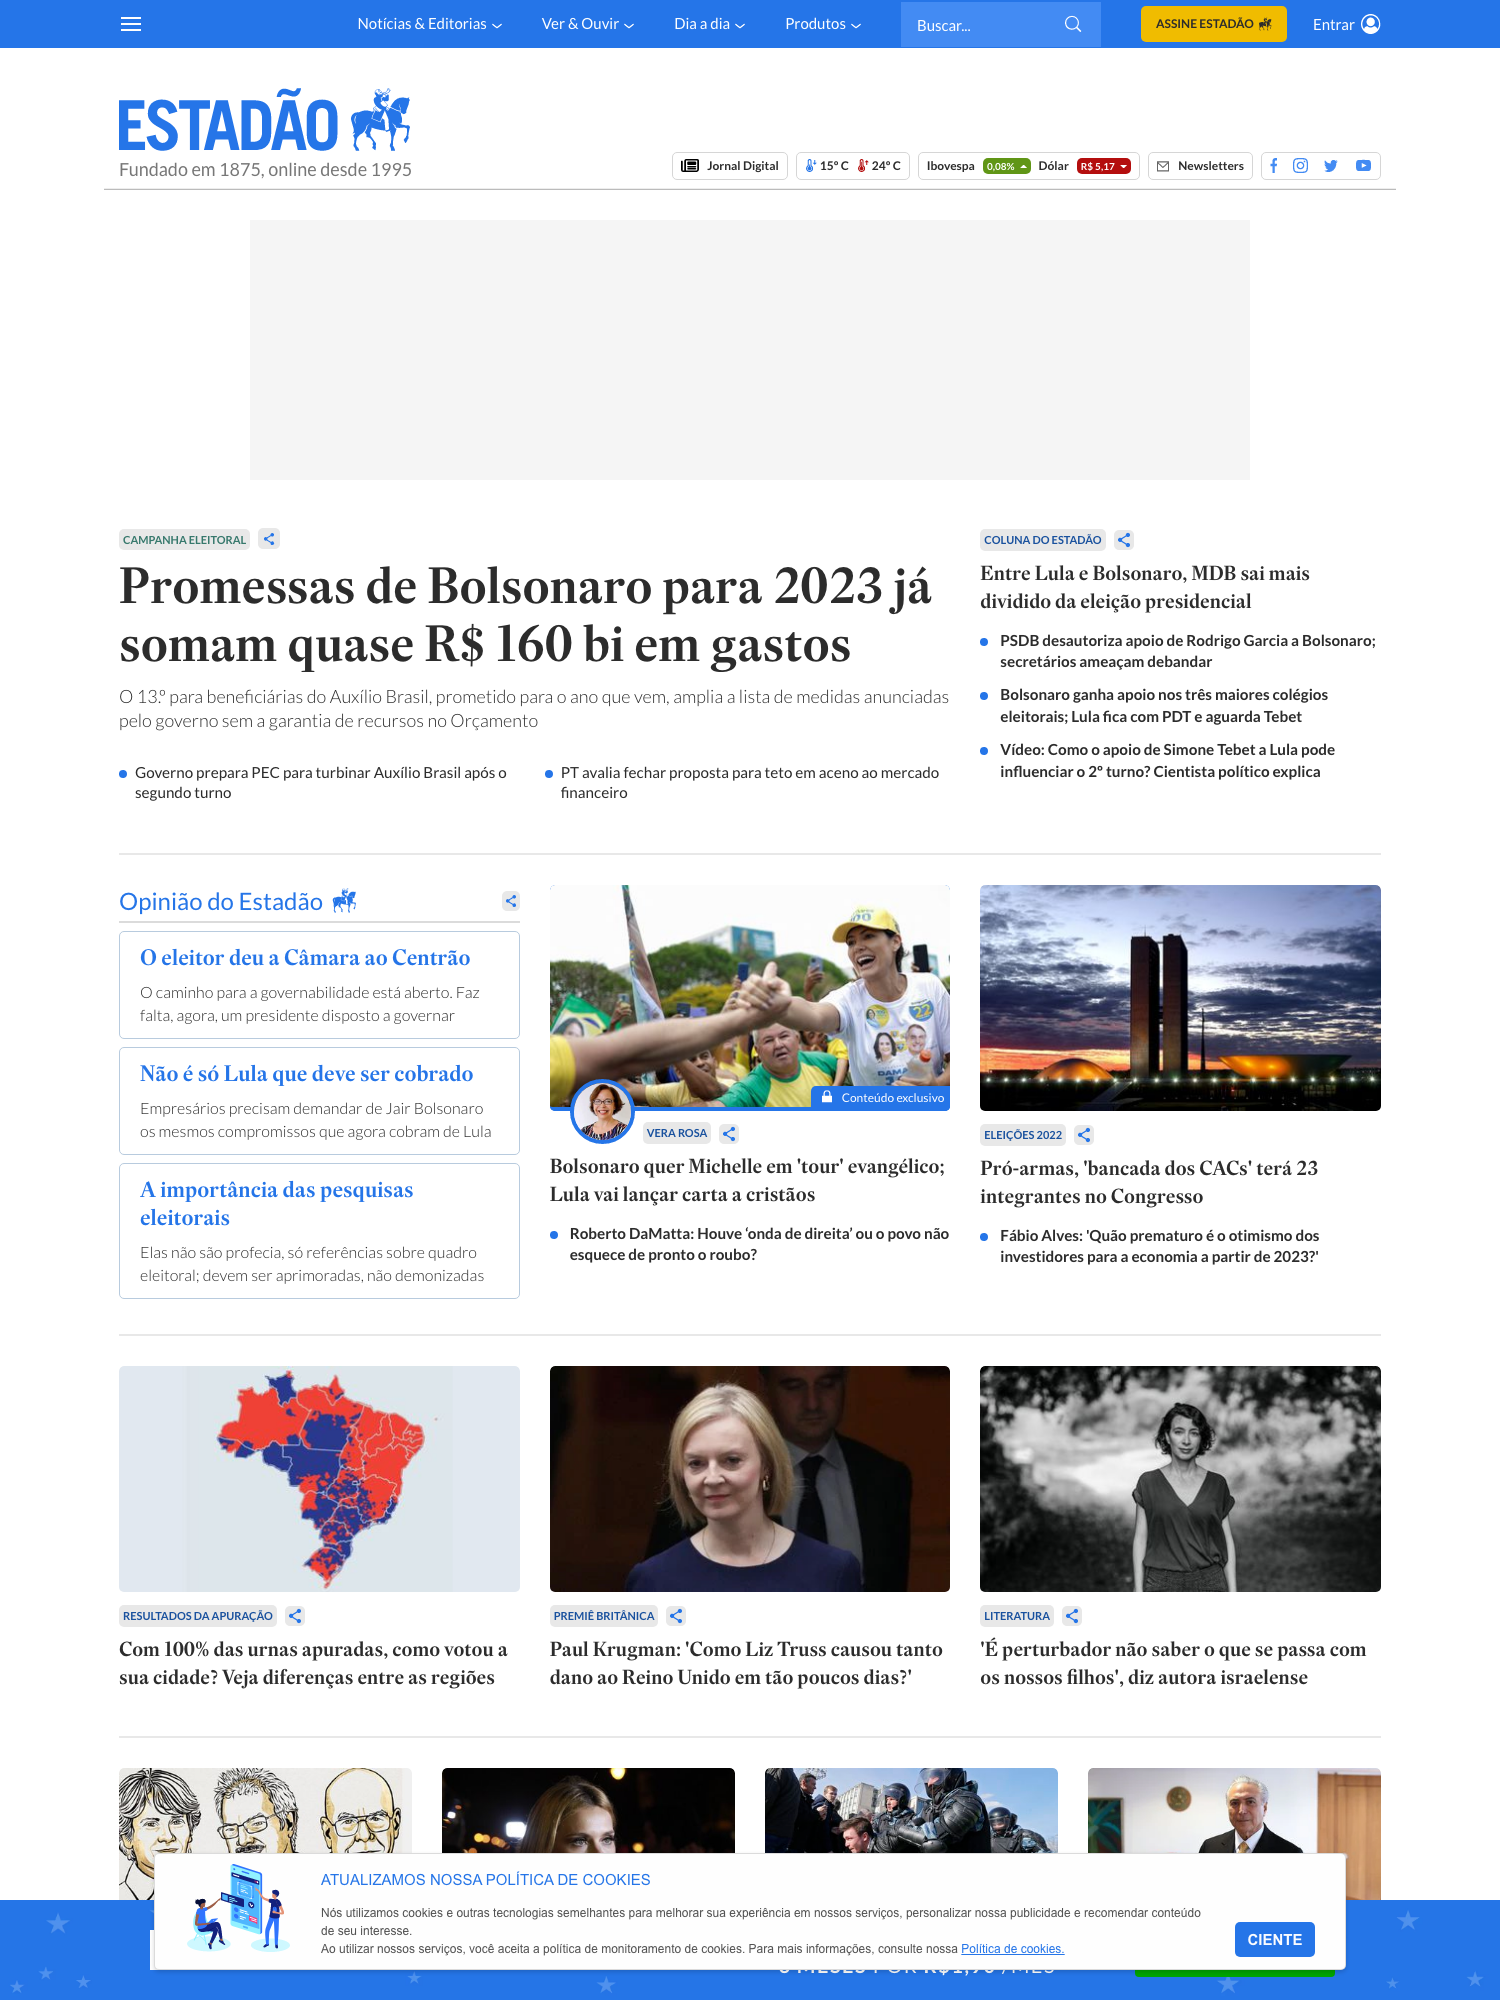 Notícias & Editorias
Ver & Ouvir
Dia a dia
Produtos
Buscar...
ASSINE ESTADÃO
Entrar
ESTADÃO
Fundado em 1875, online desde 1995
Jornal Digital
15º C 24º C
Ibovespa 0,08% Dólar R$ 5,17
Newsletters
CAMPANHA ELEITORAL
Promessas de Bolsonaro para 2023 já
somam quase R$ 160 bi em gastos
O 13.º para beneficiárias do Auxílio Brasil, prometido para o ano que vem, amplia a lista de medidas anunciadas
pelo governo sem a garantia de recursos no Orçamento
Governo prepara PEC para turbinar Auxílio Brasil após o
segundo turno
PT avalia fechar proposta para teto em aceno ao mercado
financeiro
COLUNA DO ESTADÃO
Entre Lula e Bolsonaro, MDB sai mais
dividido da eleição presidencial
PSDB desautoriza apoio de Rodrigo Garcia a Bolsonaro;
secretários ameaçam debandar
Bolsonaro ganha apoio nos três maiores colégios
eleitorais; Lula fica com PDT e aguarda Tebet
Vídeo: Como o apoio de Simone Tebet a Lula pode
influenciar o 2º turno? Cientista político explica
Opinião do Estadão
O eleitor deu a Câmara ao Centrão
O caminho para a governabilidade está aberto. Faz
falta, agora, um presidente disposto a governar
Não é só Lula que deve ser cobrado
Empresários precisam demandar de Jair Bolsonaro
os mesmos compromissos que agora cobram de Lula
A importância das pesquisas
eleitorais
Elas não são profecia, só referências sobre quadro
eleitoral; devem ser aprimoradas, não demonizadas
22
Conteúdo exclusivo
VERA ROSA
Bolsonaro quer Michelle em 'tour' evangélico;
Lula vai lançar carta a cristãos
Roberto DaMatta: Houve ‘onda de direita’ ou o povo não
esquece de pronto o roubo?
ELEIÇÕES 2022
Pró-armas, 'bancada dos CACs' terá 23
integrantes no Congresso
Fábio Alves: 'Quão prematuro é o otimismo dos
investidores para a economia a partir de 2023?'
RESULTADOS DA APURAÇÃO
Com 100% das urnas apuradas, como votou a
sua cidade? Veja diferenças entre as regiões
PREMIÊ BRITÂNICA
Paul Krugman: 'Como Liz Truss causou tanto
dano ao Reino Unido em tão poucos dias?'
LITERATURA
'É perturbador não saber o que se passa com
os nossos filhos', diz autora israelense
ATUALIZAMOS NOSSA POLÍTICA DE COOKIES
Nós utilizamos cookies e outras tecnologias semelhantes para melhorar sua experiência em nossos serviços, personalizar nossa publicidade e recomendar conteúdo
de seu interesse.
Ao utilizar nossos serviços, você aceita a política de monitoramento de cookies. Para mais informações, consulte nossa Política de cookies.
CIENTE